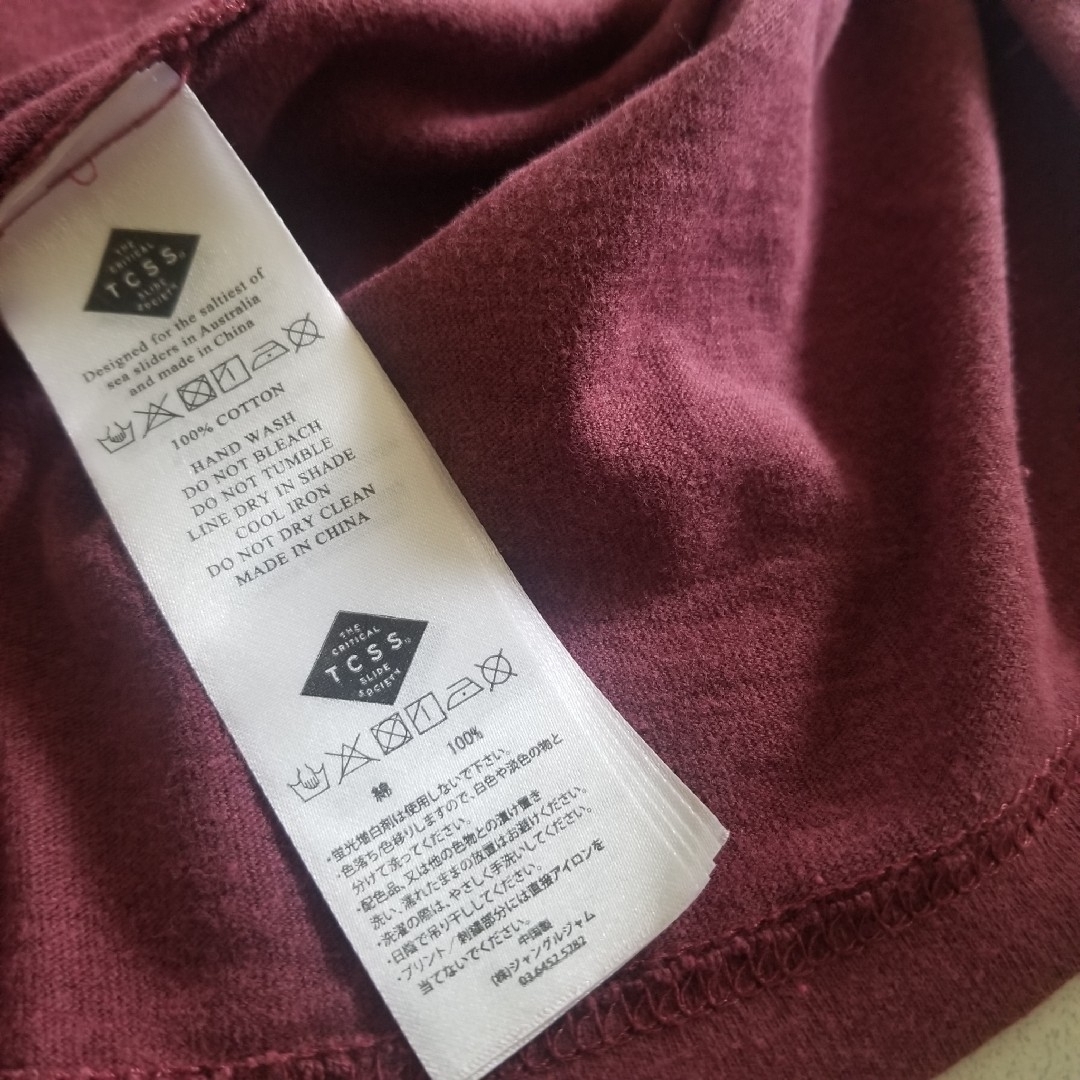 THE
CRITICAL
TCSS
SLIDE
SOCIETY
Designed for the saltiest of
sea sliders in Australia
and made in China
100% COTTON
HAND WASH
DO NOT BLEACH
DO NOT TUMBLE
LINE DRY IN SHADE
COOL IRON
DO NOT DRY CLEAN
MADE IN CHINA
THE
CRITICAL
TCSS
SLIDE
SOCIETY
綿 100%
・蛍光増白剤は使用しないで下さい。
・色落ち/色移りしますので、白色や淡色の物と
分けて洗ってください。
・配色品、又は他の色物との漬け置き
洗い、濡れたままの放置はお避けください。
・洗濯の際は、やさしく手洗いしてください。
・日陰で吊り干ししてください。
・プリント/刺繍部分には直接アイロンを
当てないでください。
中国製
(株)ジャングルジャム
03.6452.5282